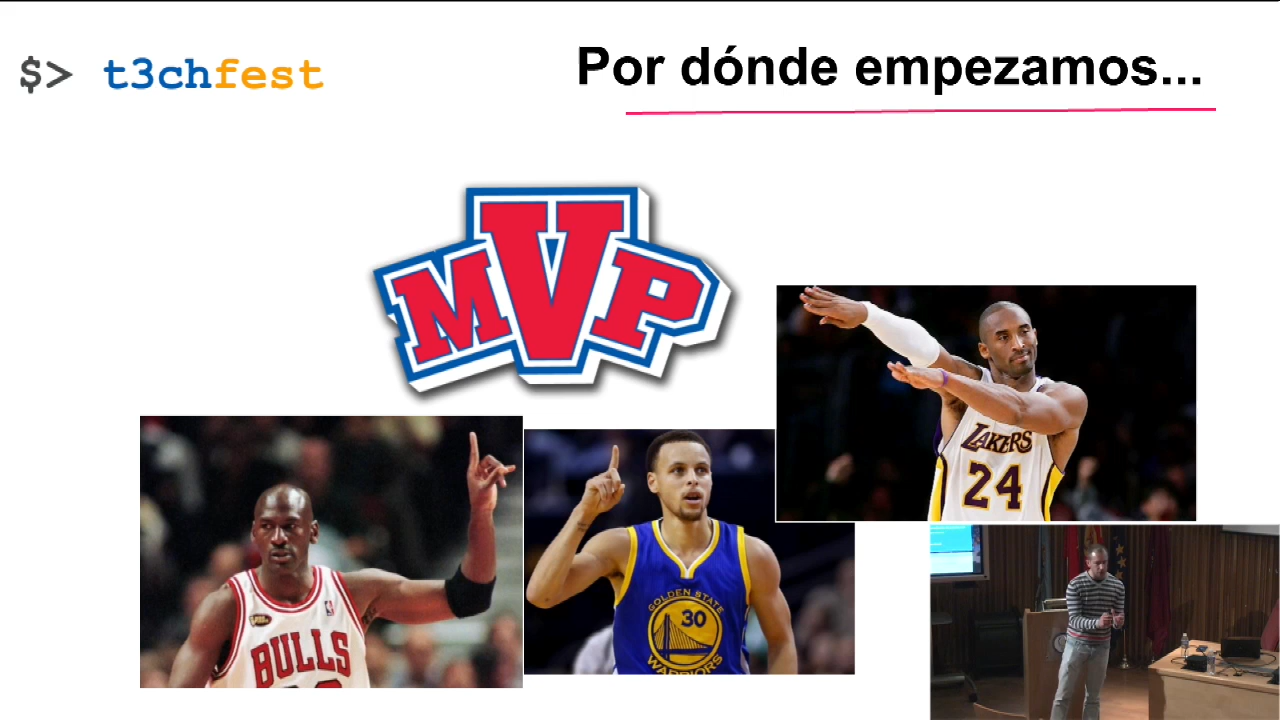 $> t3chfest
Por dónde empezamos...
MVP
LAKERS
24
BULLS
GOLDEN STATE
30
WARRIORS